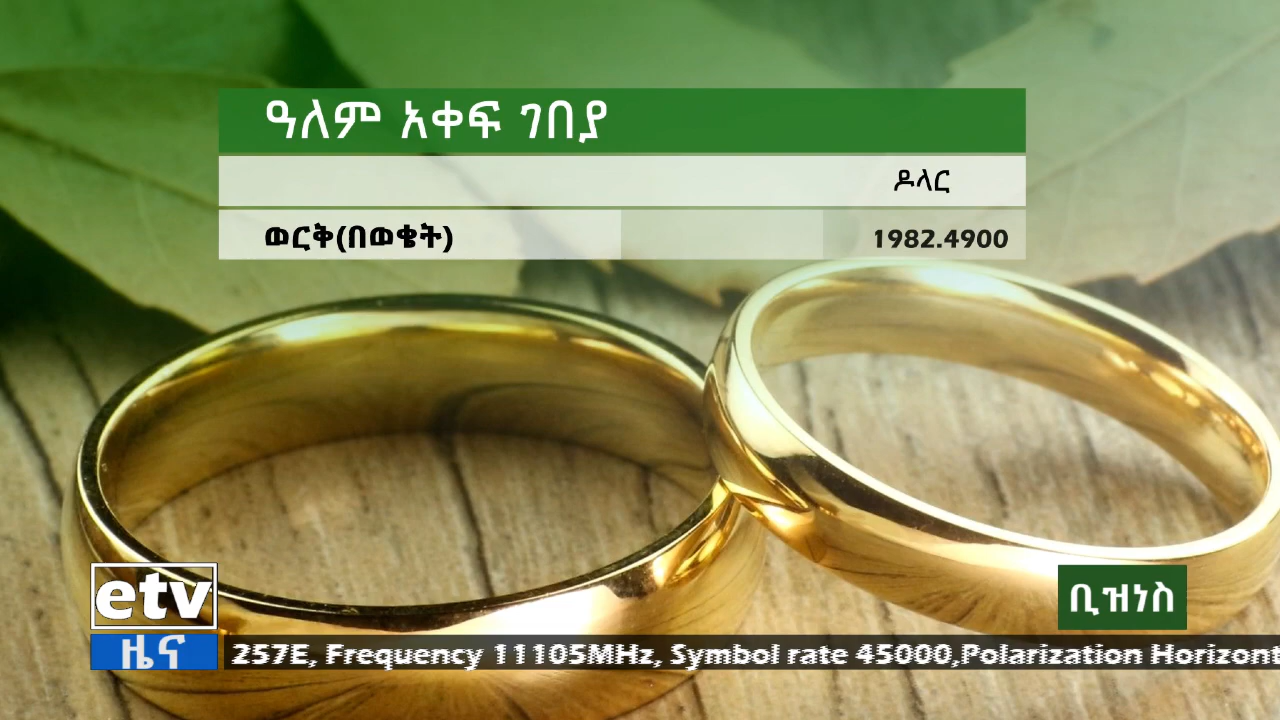 ዓለም አቀፍ ገበያ
ዶላር
ወርቅ(በወቄት) 1982.4900
etv
ቢዝነስ
ዜና
257E, Frequency 11105MHz, Symbol rate 45000,Polarization Horizont